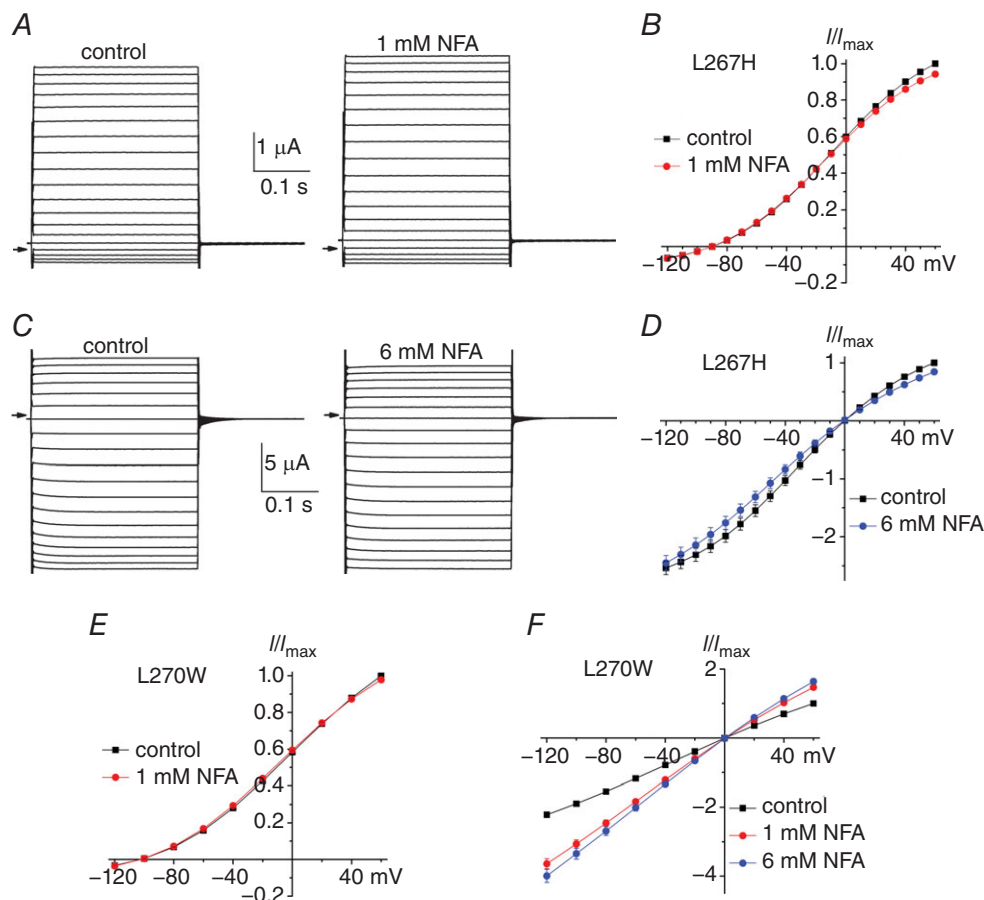 A
control
1 mM NFA
1 μA
0.1 s
B
I/Imax
L267H
control
1 mM NFA
1.0
0.8
0.6
0.4
0.2
−0.2
−120
−80
−40
40 mV
C
control
6 mM NFA
5 μA
0.1 s
D
I/Imax
L267H
1
−1
−2
−120
−80
−40
40 mV
control
6 mM NFA
E
I/Imax
L270W
control
1 mM NFA
1.0
0.8
0.6
0.4
0.2
−0.2
−120
−80
−40
40 mV
F
I/Imax
L270W
2
−2
−4
−120
−80
−40
40 mV
control
1 mM NFA
6 mM NFA